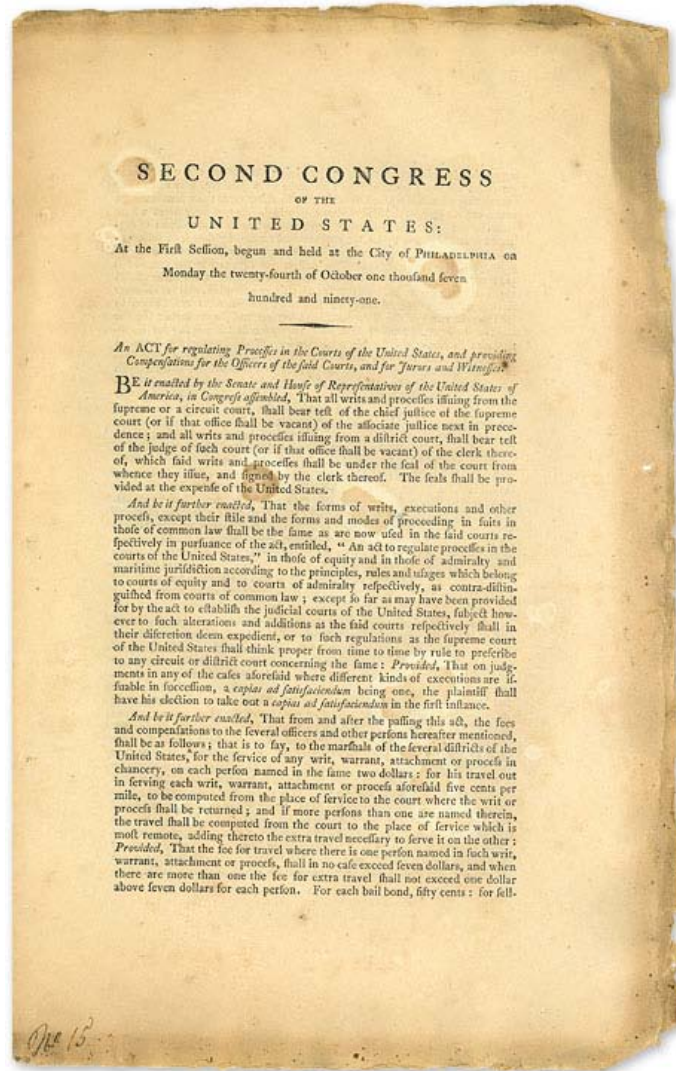 SECOND CONGRESS
OF THE
UNITED STATES:
At the Firſt Seſſion, begun and held at the City of PHILADELPHIA on
Monday the twenty-fourth of October one thouſand ſeven
hundred and ninety-one.
An ACT for regulating Proceſſes in the Courts of the United States, and providing
Compenſations for the Officers of the ſaid Courts, and for Jurors and Witneſſes.
BE it enacted by the Senate and Houſe of Repreſentatives of the United States of
America, in Congreſs aſſembled, That all writs and proceſſes iſſuing from the
ſupreme or a circuit court, ſhall bear teſt of the chief juſtice of the ſupreme
court (or if that office ſhall be vacant) of the aſſociate juſtice next in prece-
dence; and all writs and proceſſes iſſuing from a diſtrict court, ſhall bear teſt
of the judge of ſuch court (or if that office ſhall be vacant) of the clerk there-
of, which ſaid writs and proceſſes ſhall be under the ſeal of the court from
whence they iſſue, and ſigned by the clerk thereof. The ſeals ſhall be pro-
vided at the expenſe of the United States.
And be it further enacted, That the forms of writs, executions and other
proceſs, except their ſtile and the forms and modes of proceeding in ſuits in
thoſe of common law ſhall be the ſame as are now uſed in the ſaid courts re-
ſpectively in purſuance of the act, entitled, " An act to regulate proceſſes in the
courts of the United States," in thoſe of equity and in thoſe of admiralty and
maritime juriſdiction according to the principles, rules and uſages which belong
to courts of equity and to courts of admiralty reſpectively, as contra-diſtin-
guiſhed from courts of common law; except ſo far as may have been provided
for by the act to eſtabliſh the judicial courts of the United States, ſubject how-
ever to ſuch alterations and additions as the ſaid courts reſpectively ſhall in
their diſcretion deem expedient, or to ſuch regulations as the ſupreme court
of the United States ſhall think proper from time to time by rule to preſcribe
to any circuit or diſtrict court concerning the ſame: Provided, That on judg-
ments in any of the caſes aforeſaid where different kinds of executions are iſ-
ſuable in ſucceſſion, a capias ad ſatisfaciendum being one, the plaintiff ſhall
have his election to take out a capias ad ſatisfaciendum in the firſt inſtance.
And be it further enacted, That from and after the paſſing this act, the fees
and compenſations to the ſeveral officers and other perſons hereafter mentioned,
ſhall be as follows; that is to ſay, to the marſhals of the ſeveral diſtricts of the
United States, for the ſervice of any writ, warrant, attachment or proceſs in
chancery, on each perſon named in the ſame two dollars: for his travel out
in ſerving each writ, warrant, attachment or proceſs aforeſaid five cents per
mile, to be computed from the place of ſervice to the court where the writ or
proceſs ſhall be returned; and if more perſons than one are named therein,
the travel ſhall be computed from the court to the place of ſervice which is
moſt remote, adding thereto the extra travel neceſſary to ſerve it on the other:
Provided, That the fee for travel where there is one perſon named in ſuch writ,
warrant, attachment or proceſs, ſhall in no caſe exceed ſeven dollars, and when
there are more than one the fee for extra travel ſhall not exceed one dollar
above ſeven dollars for each perſon. For each bail bond, fifty cents: for ſell-
No 15